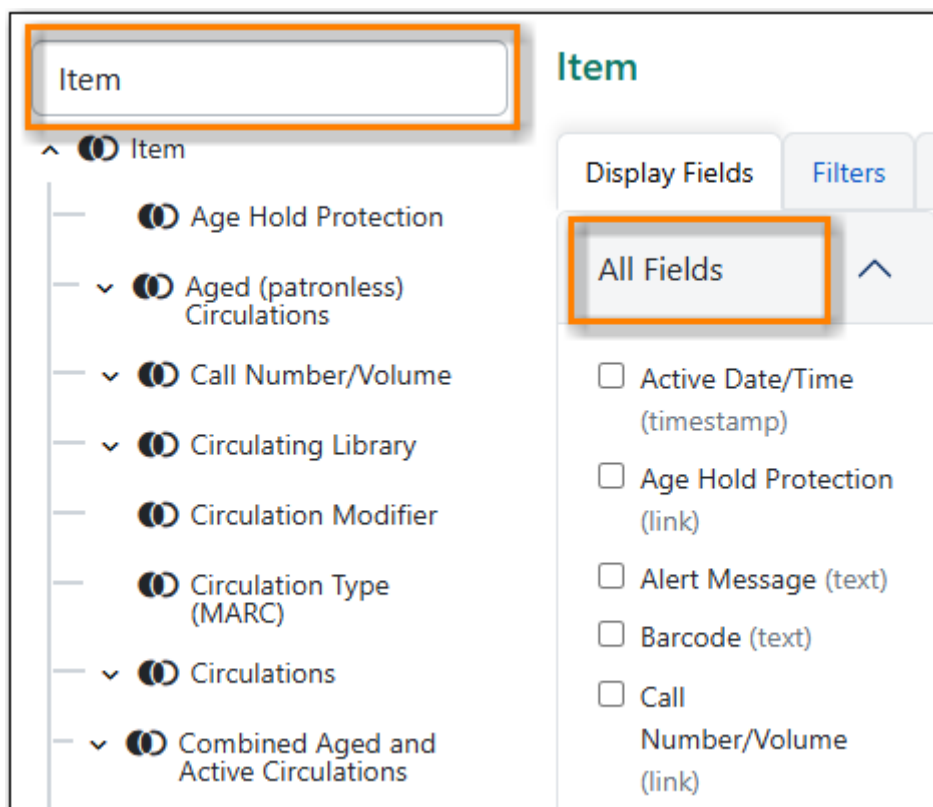 Item
Item
Age Hold Protection
Aged (patronless)
Circulations
Call Number/Volume
Circulating Library
Circulation Modifier
Circulation Type
(MARC)
Circulations
Combined Aged and
Active Circulations
Item
Display Fields
Filters
All Fields
Active Date/Time
(timestamp)
Age Hold Protection
(link)
Alert Message (text)
Barcode (text)
Call
Number/Volume
(link)